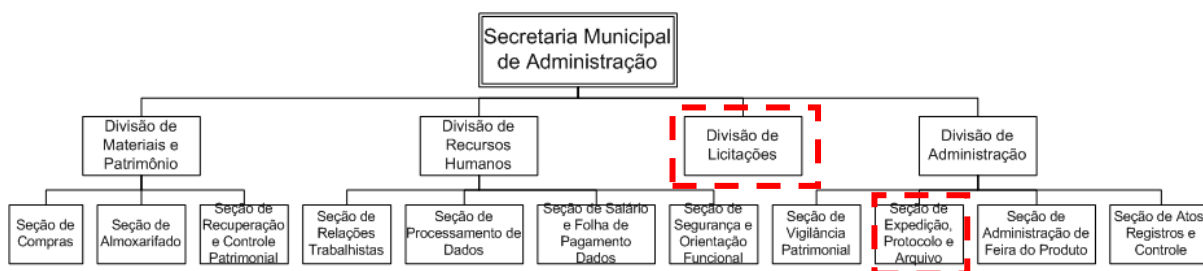 Secretaria Municipal
de Administração
Divisão de
Materiais e
Patrimônio
Divisão de
Recursos
Humanos
Divisão de
Licitações
Divisão de
Administração
Seção de
Compras
Seção de
Almoxarifado
Seção de
Recuperação
e Controle
Patrimonial
Seção de
Relações
Trabalhistas
Seção de
Processamento de
Dados
Seção de Salário
e Folha de
Pagamento
Dados
Seção de
Segurança e
Orientação
Funcional
Seção de
Vigilância
Patrimonial
Seção de
Expedição,
Protocolo e
Arquivo
Seção de
Administração de
Feira do Produto
Seção de Atos
Registros e
Controle